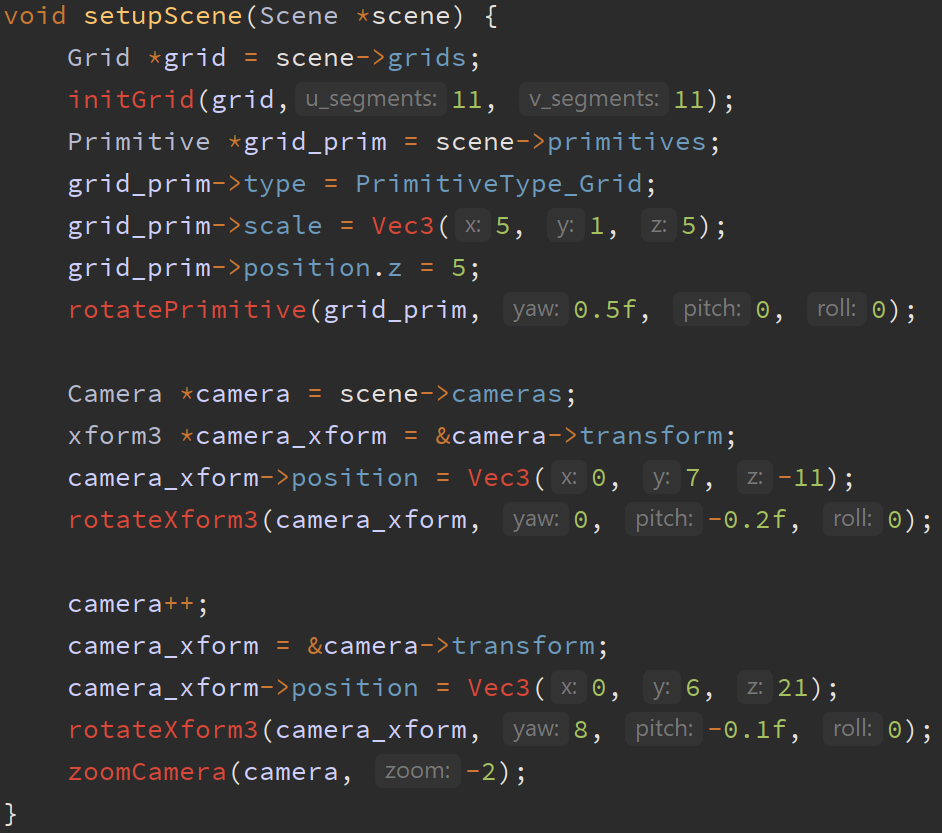 void setupScene(Scene *scene) {
    Grid *grid = scene->grids;
    initGrid(grid, u_segments: 11, v_segments: 11);
    Primitive *grid_prim = scene->primitives;
    grid_prim->type = PrimitiveType_Grid;
    grid_prim->scale = Vec3( x: 5, y: 1, z: 5);
    grid_prim->position.z = 5;
    rotatePrimitive(grid_prim, yaw: 0.5f, pitch: 0, roll: 0);

    Camera *camera = scene->cameras;
    xform3 *camera_xform = &camera->transform;
    camera_xform->position = Vec3( x: 0, y: 7, z: -11);
    rotateXform3(camera_xform, yaw: 0, pitch: -0.2f, roll: 0);

    camera++;
    camera_xform = &camera->transform;
    camera_xform->position = Vec3( x: 0, y: 6, z: 21);
    rotateXform3(camera_xform, yaw: 8, pitch: -0.1f, roll: 0);
    zoomCamera(camera, zoom: -2);
}